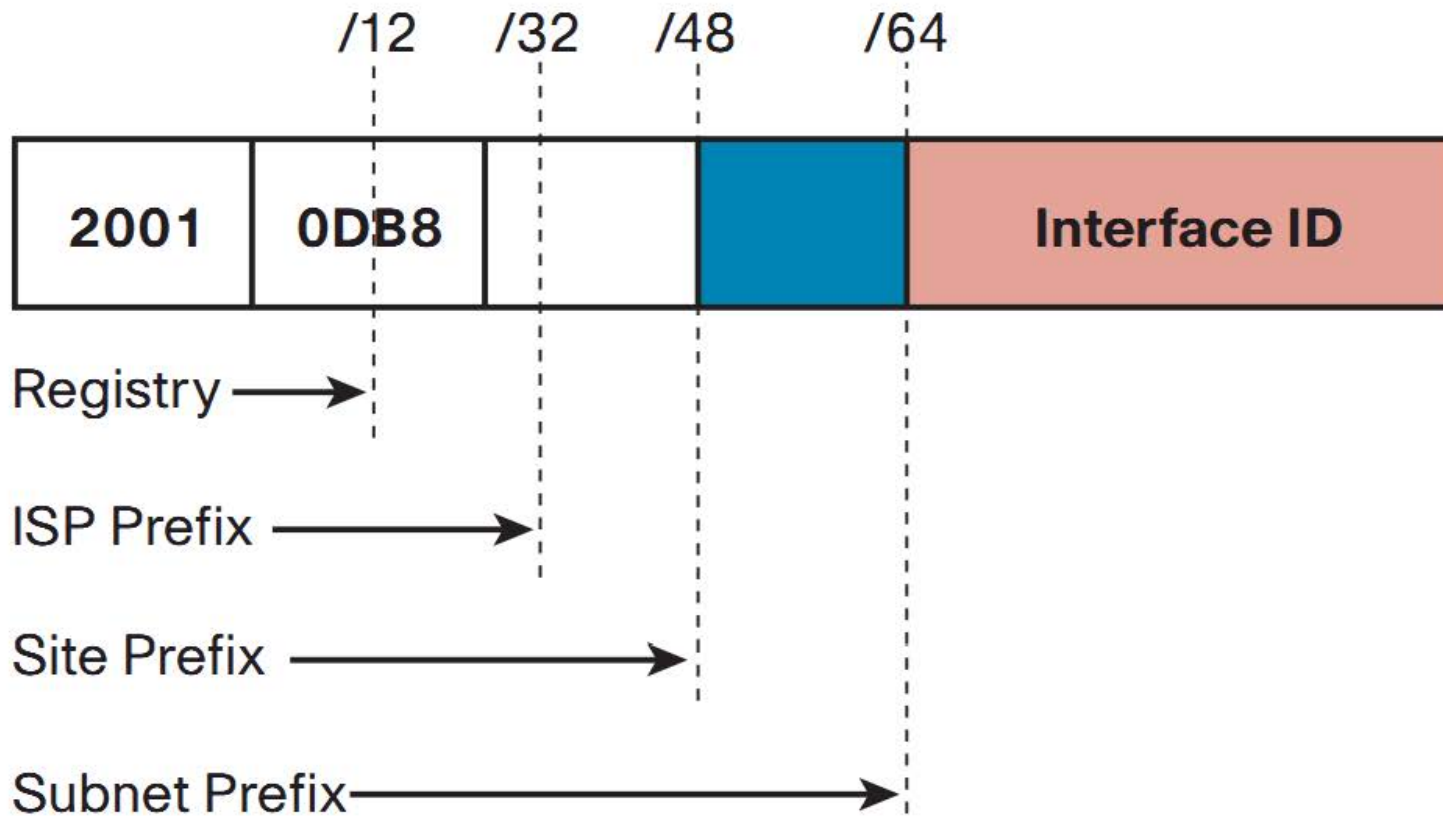 /12 /32 /48 /64
2001 0DB8 Interface ID
Registry
ISP Prefix
Site Prefix
Subnet Prefix